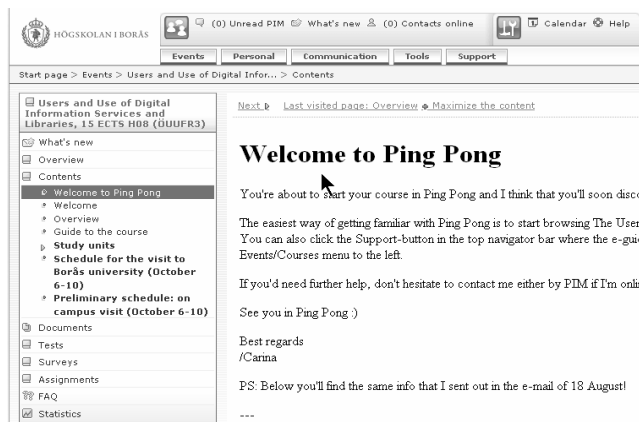 HÖGSKOLAN I BORÅS
(0) Unread PIM What's new (0) Contacts online
Calendar Help
Events Personal Communication Tools Support
Start page > Events > Users and Use of Digital Infor... > Contents
Users and Use of Digital
Information Services and
Libraries, 15 ECTS H08 (ÖUUFR3)
What's new
Overview
Contents
Welcome to Ping Pong
Welcome
Overview
Guide to the course
Study units
Schedule for the visit to
Borås university (October
6-10)
Preliminary schedule: on
campus visit (October 6-10)
Documents
Tests
Surveys
Assignments
FAQ
Statistics
Next Last visited page: Overview Maximize the content
Welcome to Ping Pong
You're about to start your course in Ping Pong and I think that you'll soon disco
The easiest way of getting familiar with Ping Pong is to start browsing The User
You can also click the Support-button in the top navigator bar where the e-gui
Events/Courses menu to the left.
If you'd need further help, don't hesitate to contact me either by PIM if I'm onli
See you in Ping Pong :)
Best regards
/Carina
PS: Below you'll find the same info that I sent out in the e-mail of 18 August!
---